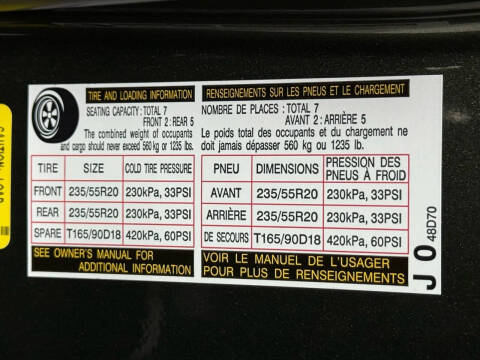 TIRE AND LOADING INFORMATION
SEATING CAPACITY: TOTAL 7
FRONT 2: REAR 5
The combined weight of occupants
and cargo should never exceed 560 kg or 1235 lbs.
TIRE SIZE COLD TIRE PRESSURE
FRONT 235/55R20 230kPa, 33PSI
REAR 235/55R20 230kPa, 33PSI
SPARE T165/90D18 420kPa, 60PSI
SEE OWNER'S MANUAL FOR
ADDITIONAL INFORMATION
RENSEIGNEMENTS SUR LES PNEUS ET LE CHARGEMENT
NOMBRE DE PLACES : TOTAL 7
AVANT 2 : ARRIÈRE 5
Le poids total des occupants et du chargement ne
doit jamais dépasser 560 kg ou 1235 lb.
PNEU DIMENSIONS PRESSION DES
PNEUS À FROID
AVANT 235/55R20 230kPa, 33PSI
ARRIÈRE 235/55R20 230kPa, 33PSI
DE SECOURS T165/90D18 420kPa, 60PSI
VOIR LE MANUEL DE L'USAGER
POUR PLUS DE RENSEIGNEMENTS
J 0 48D70
CAUTION